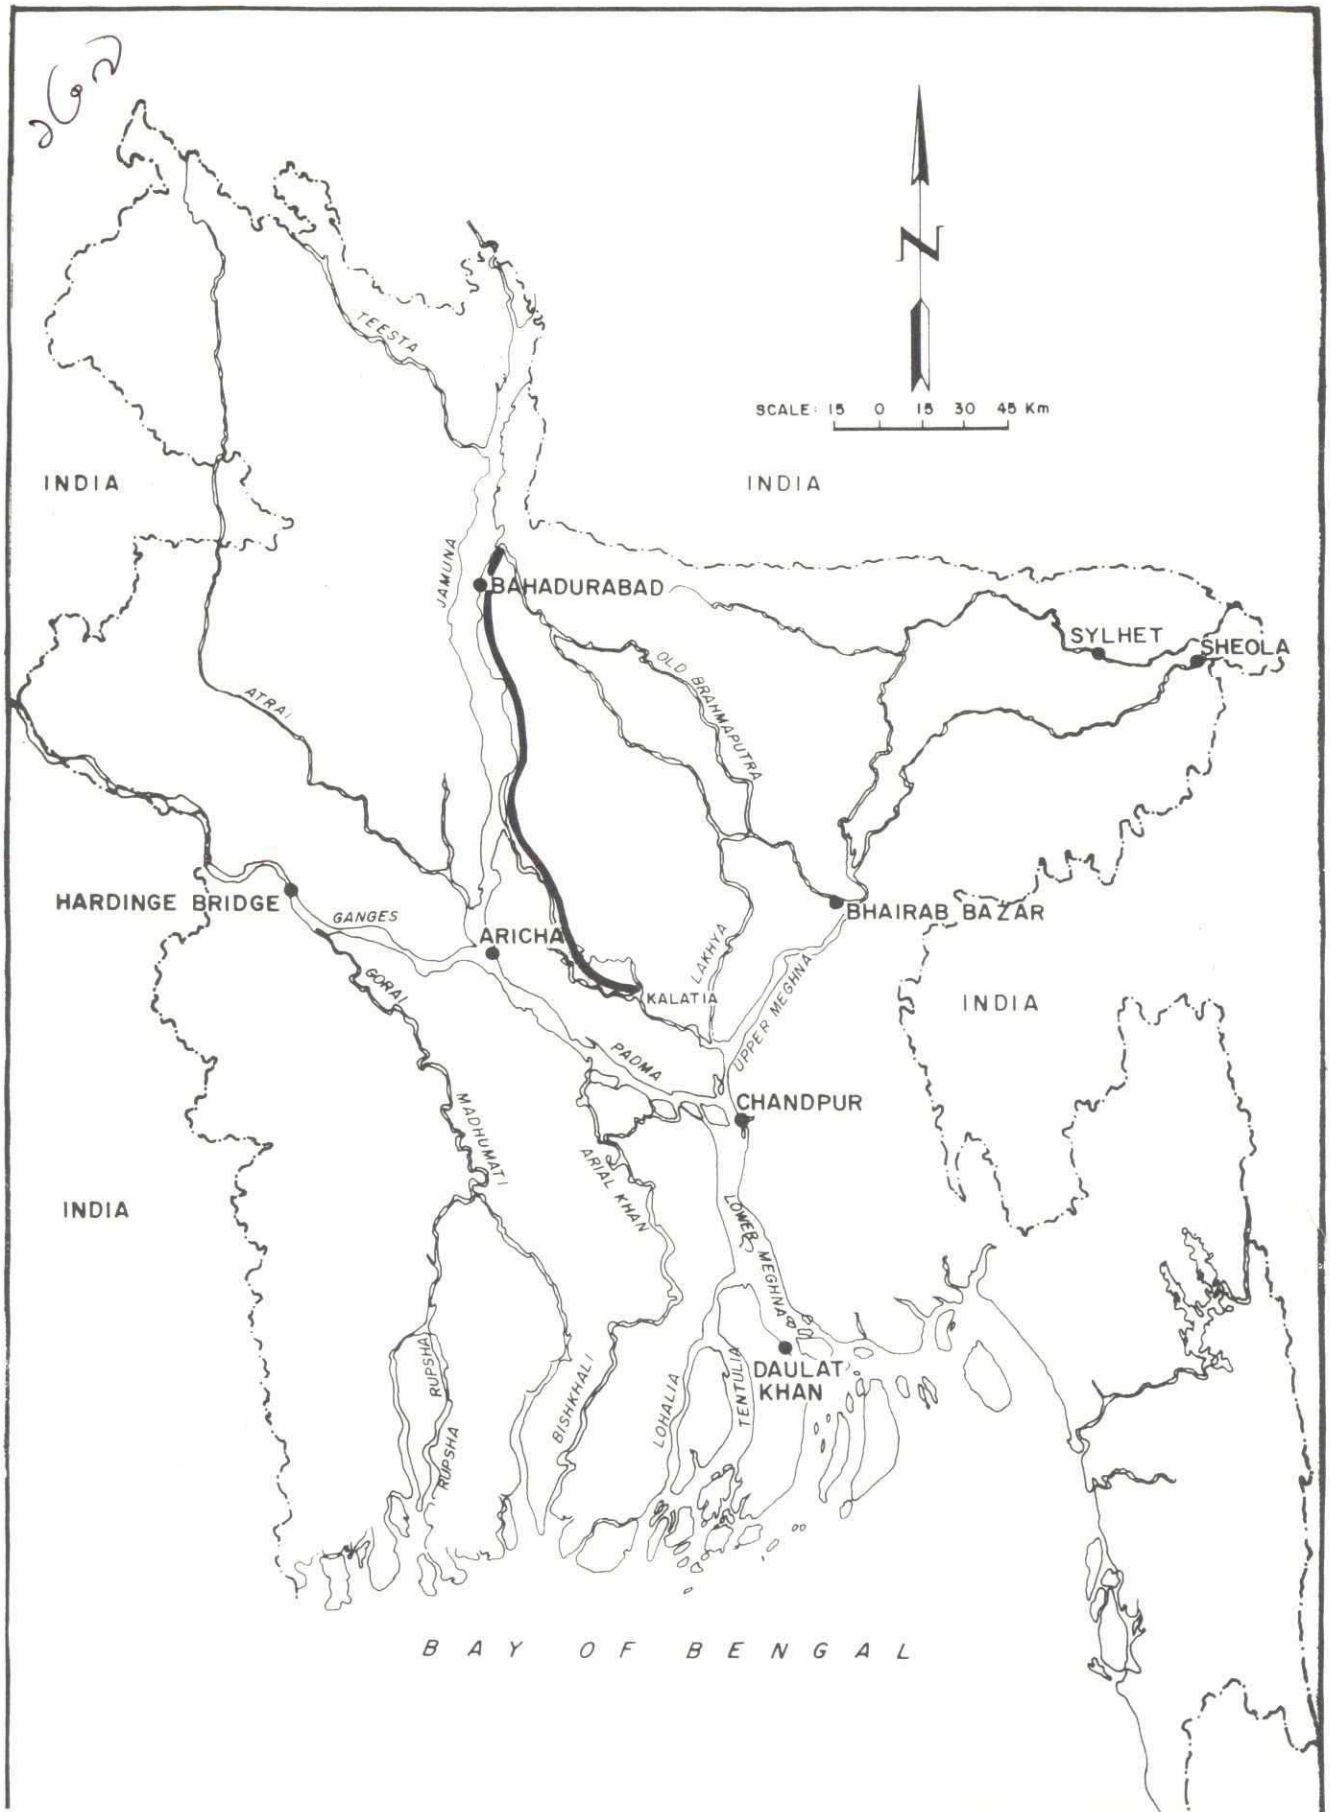 ২৫২
N
SCALE: 15 0 15 30 45 Km
TEESTA
INDIA
INDIA
JAMUNA
BAHADURABAD
SYLHET
SHEOLA
OLD BRAHMAPUTRA
ATRAI
HARDINGE BRIDGE
GANGES
ARICHA
BHAIRAB BAZAR
LAKHYA
GORAI
KALATIA
UPPER MEGHNA
INDIA
PADMA
CHANDPUR
MADHUMATI
ARIAL KHAN
INDIA
LOWER MEGHNA
RUPSHA
DAULAT
KHAN
TENTULIA
BISHKHALI
LOHALIA
RUPSHA
BAY OF BENGAL